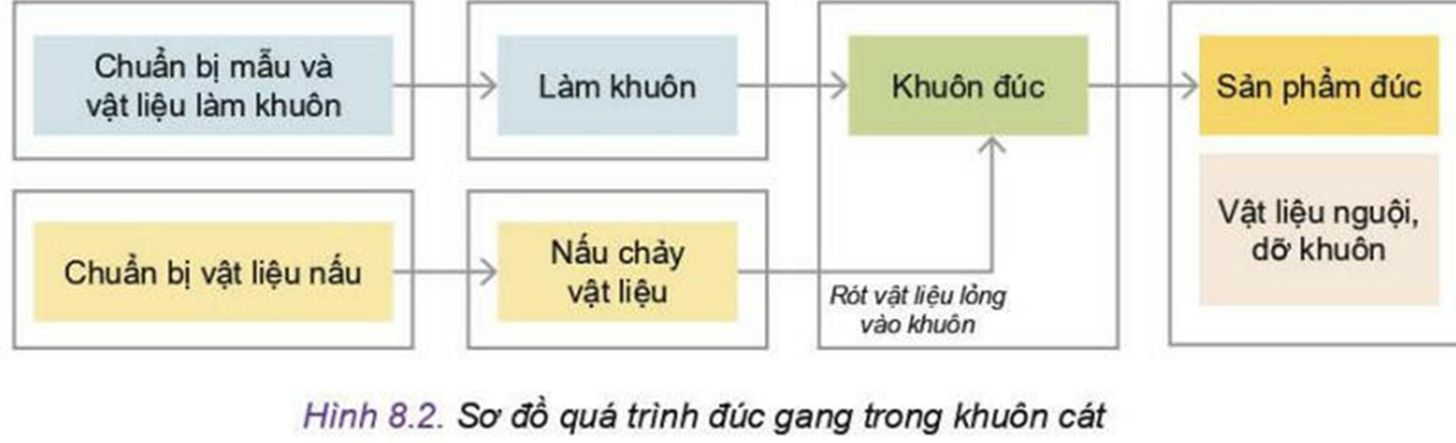 Chuẩn bị mẫu và
vật liệu làm khuôn
Làm khuôn
Khuôn đúc
Sản phẩm đúc
Chuẩn bị vật liệu nấu
Nấu chảy
vật liệu
Rót vật liệu lỏng
vào khuôn
Vật liệu nguội,
dỡ khuôn
Hình 8.2. Sơ đồ quá trình đúc gang trong khuôn cát